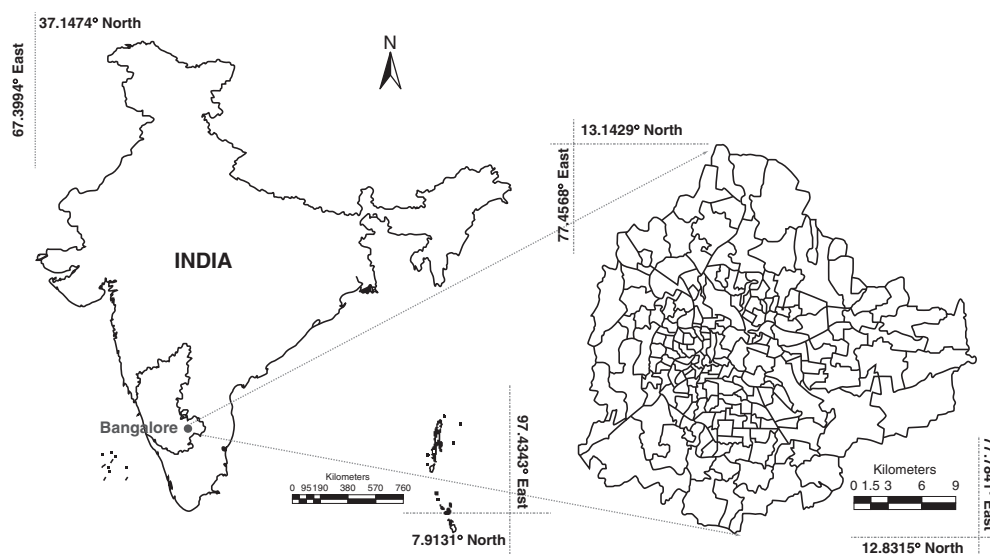 37.1474° North
67.3994° East
N
INDIA
Bangalore
Kilometers
0 95190 380 570 760
97.4343° East
7.9131° North
13.1429° North
77.4568° East
Kilometers
0 1.5 3 6 9
12.8315° North